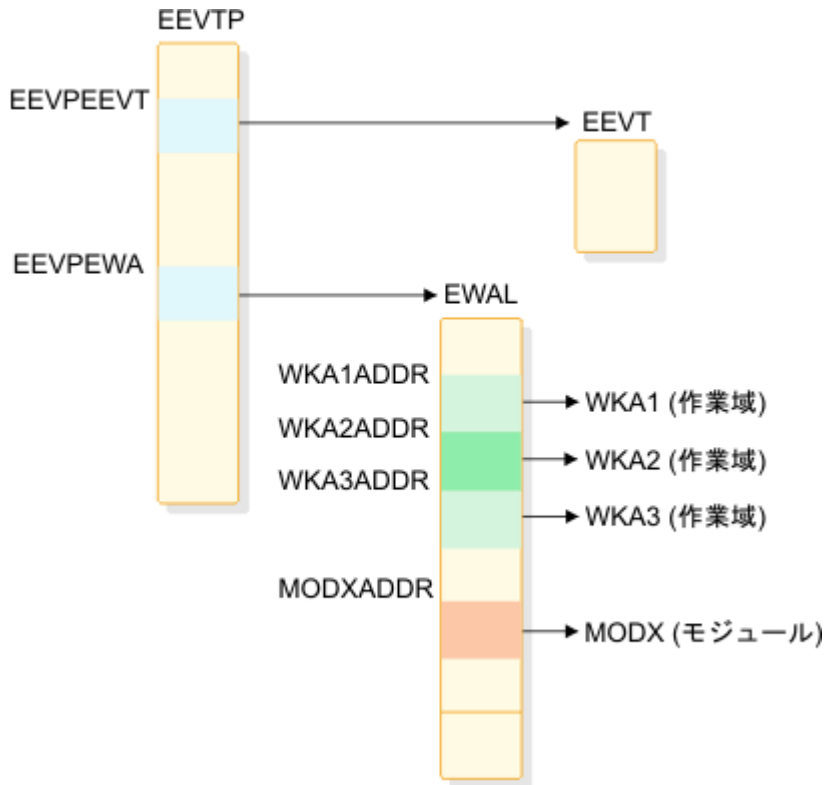 EEVTP
EEVPEEVT
EEVT
EEVPEWA
EWAL
WKA1ADDR
WKA1 (作業域)
WKA2ADDR
WKA2 (作業域)
WKA3ADDR
WKA3 (作業域)
MODXADDR
MODX (モジュール)